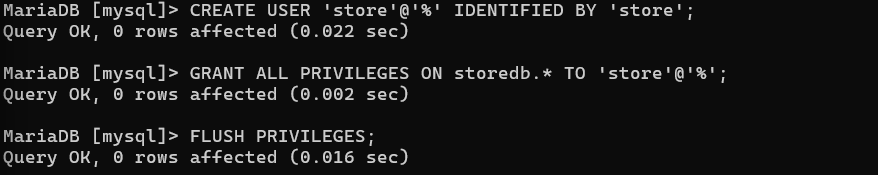 MariaDB [mysql]> CREATE USER 'store'@'%' IDENTIFIED BY 'store';
Query OK, 0 rows affected (0.022 sec)
MariaDB [mysql]> GRANT ALL PRIVILEGES ON storedb.* TO 'store'@'%';
Query OK, 0 rows affected (0.002 sec)
MariaDB [mysql]> FLUSH PRIVILEGES;
Query OK, 0 rows affected (0.016 sec)